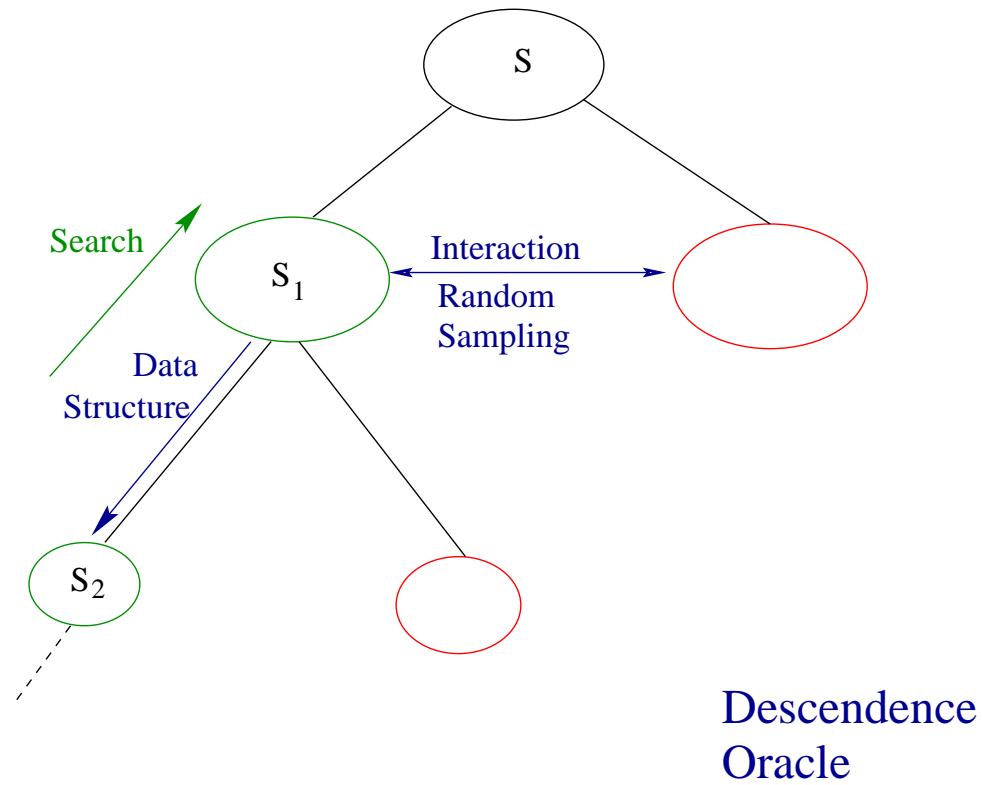 S
Search
S₁
Interaction
Random
Sampling
Data
Structure
S₂
Descendence
Oracle